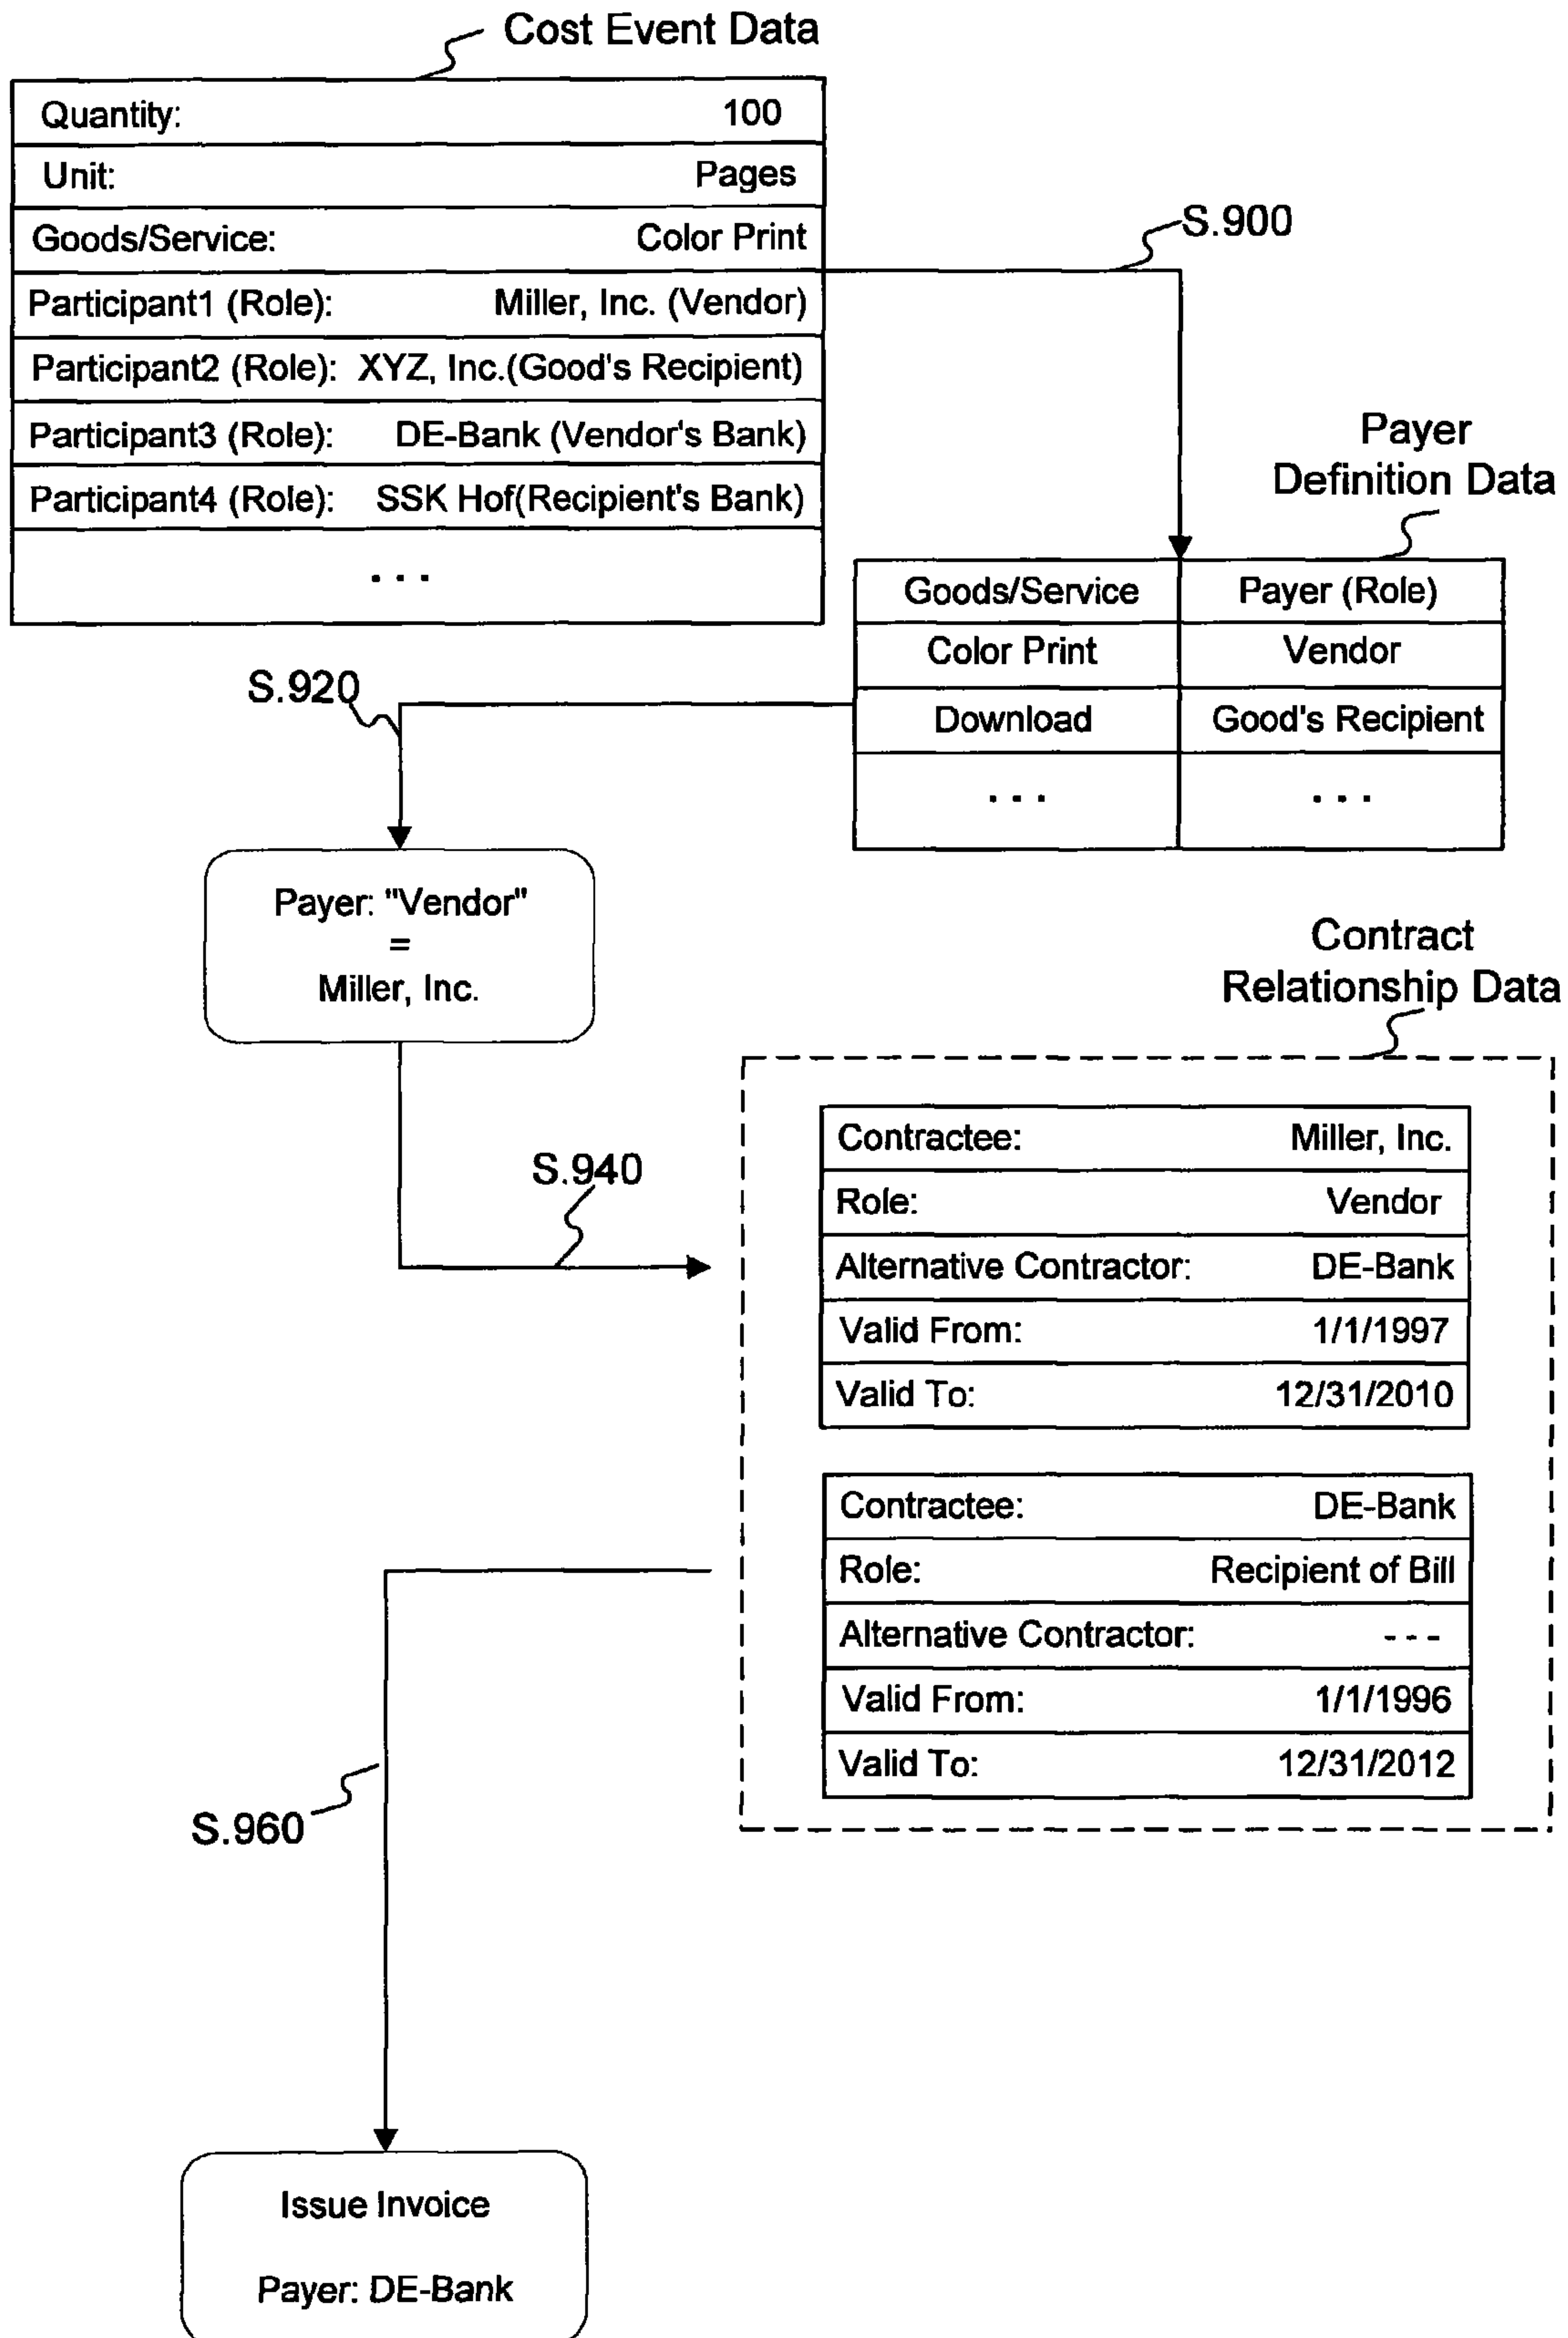 Cost Event Data
Quantity: 100
Unit: Pages
Goods/Service: Color Print
Participant1 (Role): Miller, Inc. (Vendor)
Participant2 (Role): XYZ, Inc.(Good's Recipient)
Participant3 (Role): DE-Bank (Vendor's Bank)
Participant4 (Role): SSK Hof(Recipient's Bank)
. . .
S.900
Payer
Definition Data
Goods/Service Payer (Role)
Color Print Vendor
Download Good's Recipient
. . . . . .
S.920
Payer: "Vendor"
=
Miller, Inc.
S.940
Contract
Relationship Data
Contractee: Miller, Inc.
Role: Vendor
Alternative Contractor: DE-Bank
Valid From: 1/1/1997
Valid To: 12/31/2010
Contractee: DE-Bank
Role: Recipient of Bill
Alternative Contractor: - - -
Valid From: 1/1/1996
Valid To: 12/31/2012
S.960
Issue Invoice
Payer: DE-Bank